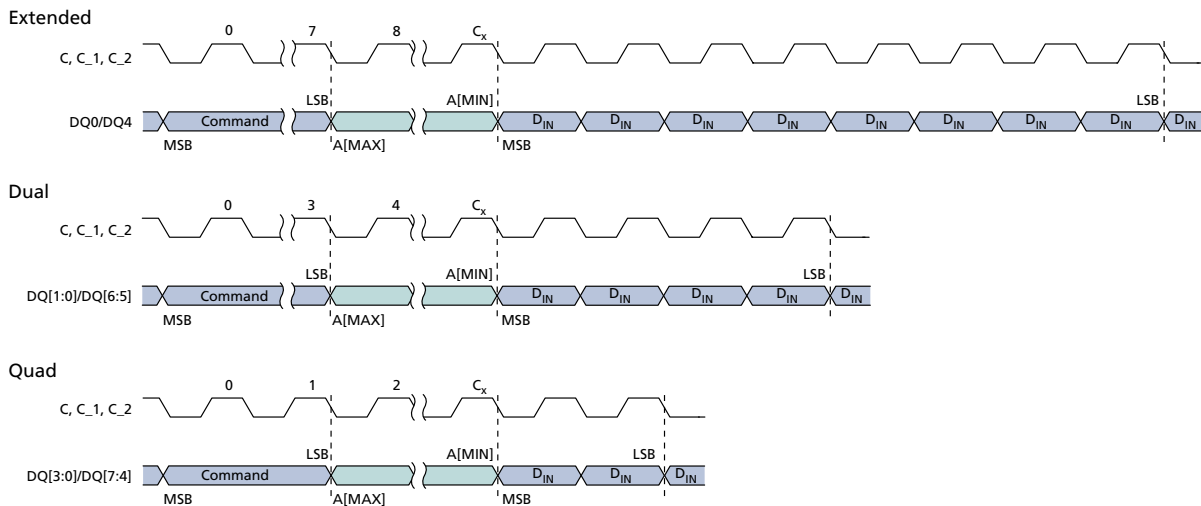 Extended
0 7 8 Cx
C, C_1, C_2
LSB A[MIN] LSB
DQ0/DQ4 Command DIN DIN DIN DIN DIN DIN DIN DIN DIN
MSB A[MAX] MSB
Dual
0 3 4 Cx
C, C_1, C_2
LSB A[MIN] LSB
DQ[1:0]/DQ[6:5] Command DIN DIN DIN DIN DIN
MSB A[MAX] MSB
Quad
0 1 2 Cx
C, C_1, C_2
LSB A[MIN] LSB
DQ[3:0]/DQ[7:4] Command DIN DIN DIN
MSB A[MAX] MSB